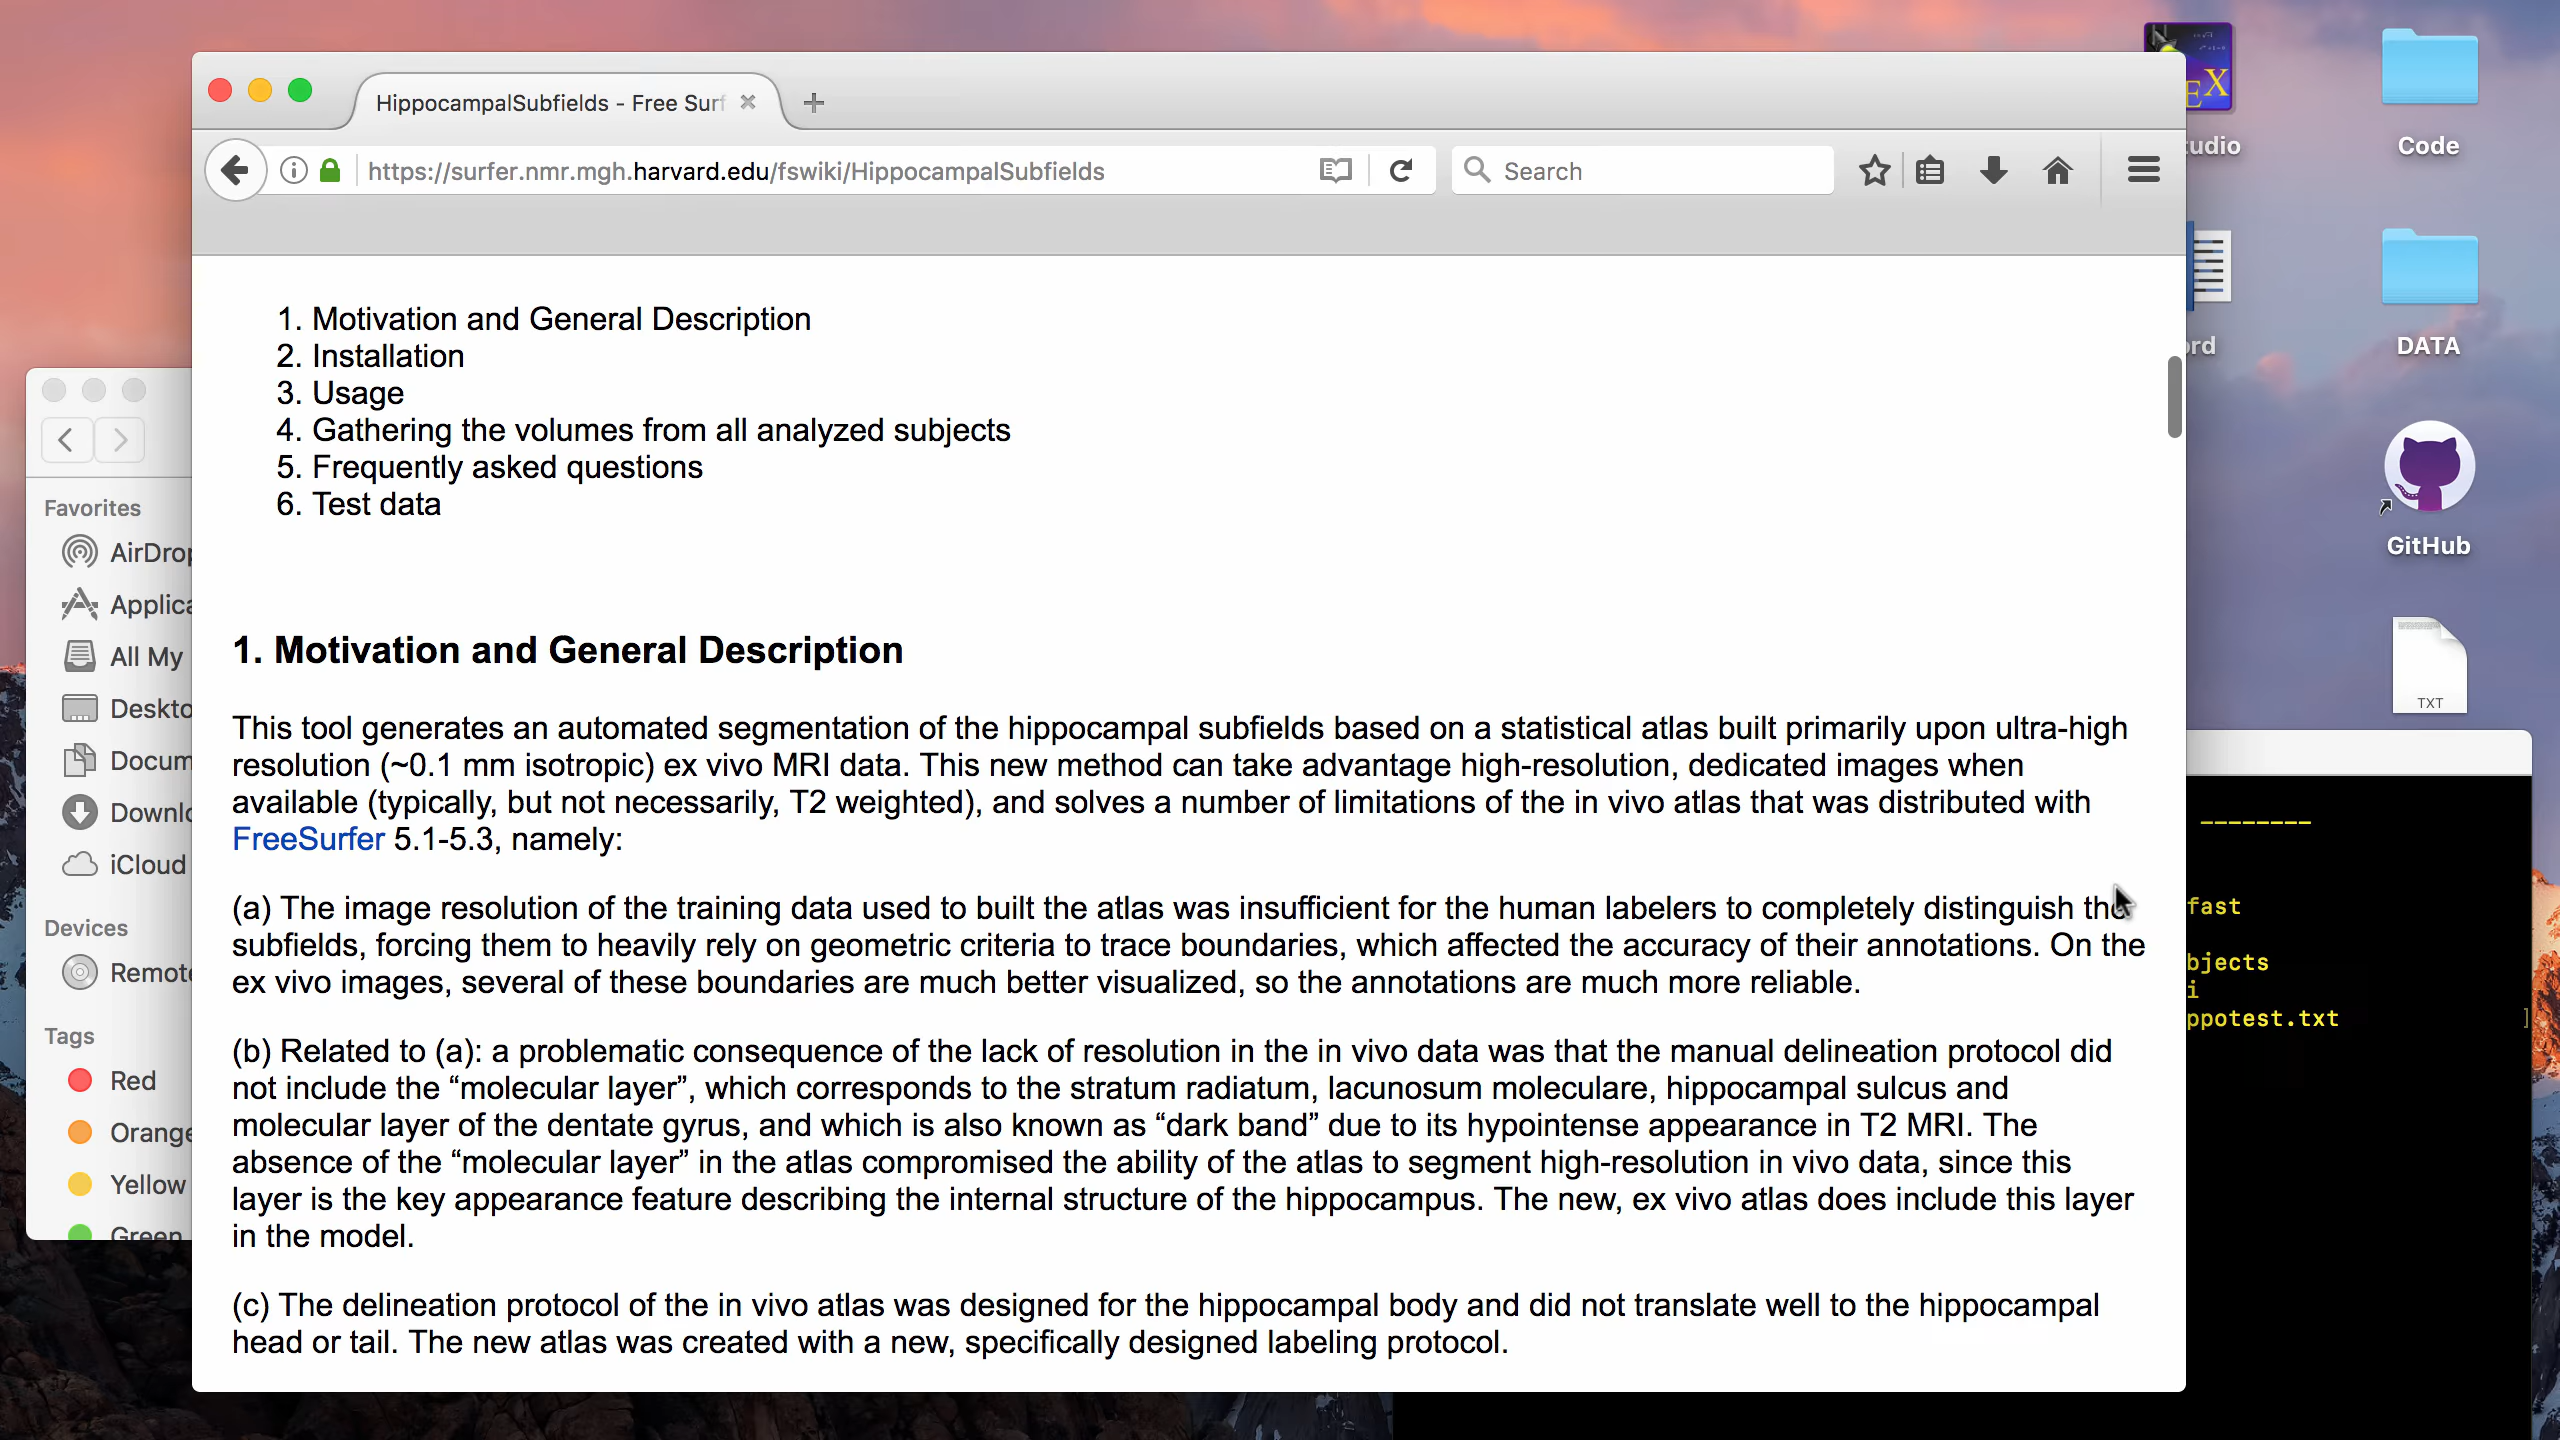 HippocampalSubfields - Free Surf
https://surfer.nmr.mgh.harvard.edu/fswiki/HippocampalSubfields
Search
1. Motivation and General Description
2. Installation
3. Usage
4. Gathering the volumes from all analyzed subjects
5. Frequently asked questions
6. Test data
1. Motivation and General Description
This tool generates an automated segmentation of the hippocampal subfields based on a statistical atlas built primarily upon ultra-high
resolution (~0.1 mm isotropic) ex vivo MRI data. This new method can take advantage high-resolution, dedicated images when
available (typically, but not necessarily, T2 weighted), and solves a number of limitations of the in vivo atlas that was distributed with
FreeSurfer 5.1-5.3, namely:
(a) The image resolution of the training data used to built the atlas was insufficient for the human labelers to completely distinguish the
subfields, forcing them to heavily rely on geometric criteria to trace boundaries, which affected the accuracy of their annotations. On the
ex vivo images, several of these boundaries are much better visualized, so the annotations are much more reliable.
(b) Related to (a): a problematic consequence of the lack of resolution in the in vivo data was that the manual delineation protocol did
not include the “molecular layer”, which corresponds to the stratum radiatum, lacunosum moleculare, hippocampal sulcus and
molecular layer of the dentate gyrus, and which is also known as “dark band” due to its hypointense appearance in T2 MRI. The
absence of the “molecular layer” in the atlas compromised the ability of the atlas to segment high-resolution in vivo data, since this
layer is the key appearance feature describing the internal structure of the hippocampus. The new, ex vivo atlas does include this layer
in the model.
(c) The delineation protocol of the in vivo atlas was designed for the hippocampal body and did not translate well to the hippocampal
head or tail. The new atlas was created with a new, specifically designed labeling protocol.
Favorites
AirDrop
Applica
All My
Deskto
Docum
Downlo
iCloud
Devices
Remote
Tags
Red
Orange
Yellow
Green
EX
udio
Code
ord
DATA
GitHub
TXT
--------
fast
bjects
i
ppotest.txt ]